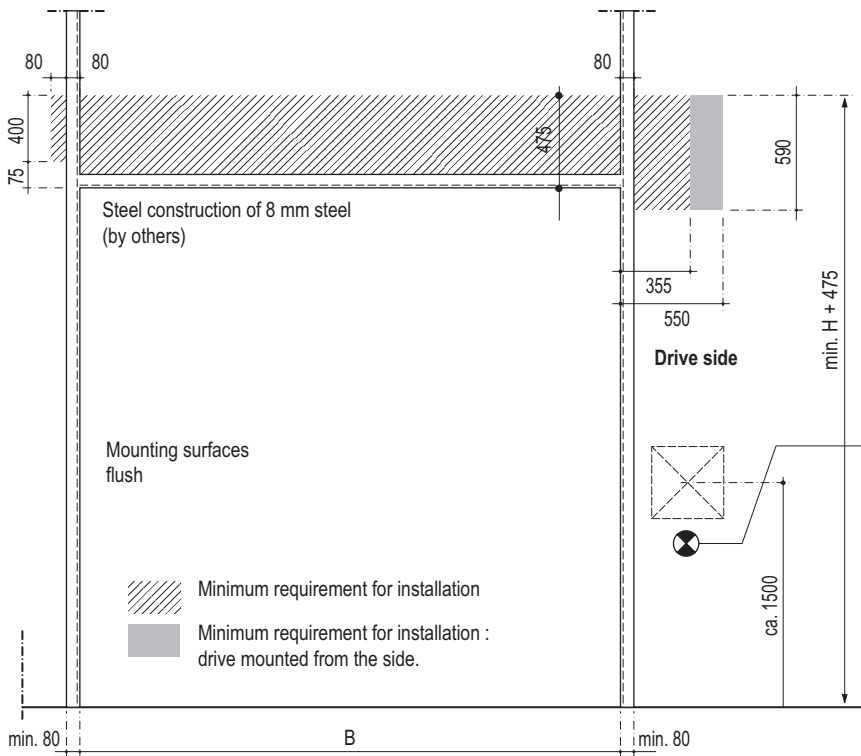 80
80
80
400
75
475
590
Steel construction of 8 mm steel
(by others)
355
550
min. H + 475
Drive side
Mounting surfaces
flush
ca. 1500
Minimum requirement for installation
Minimum requirement for installation :
drive mounted from the side.
min. 80
B
min. 80